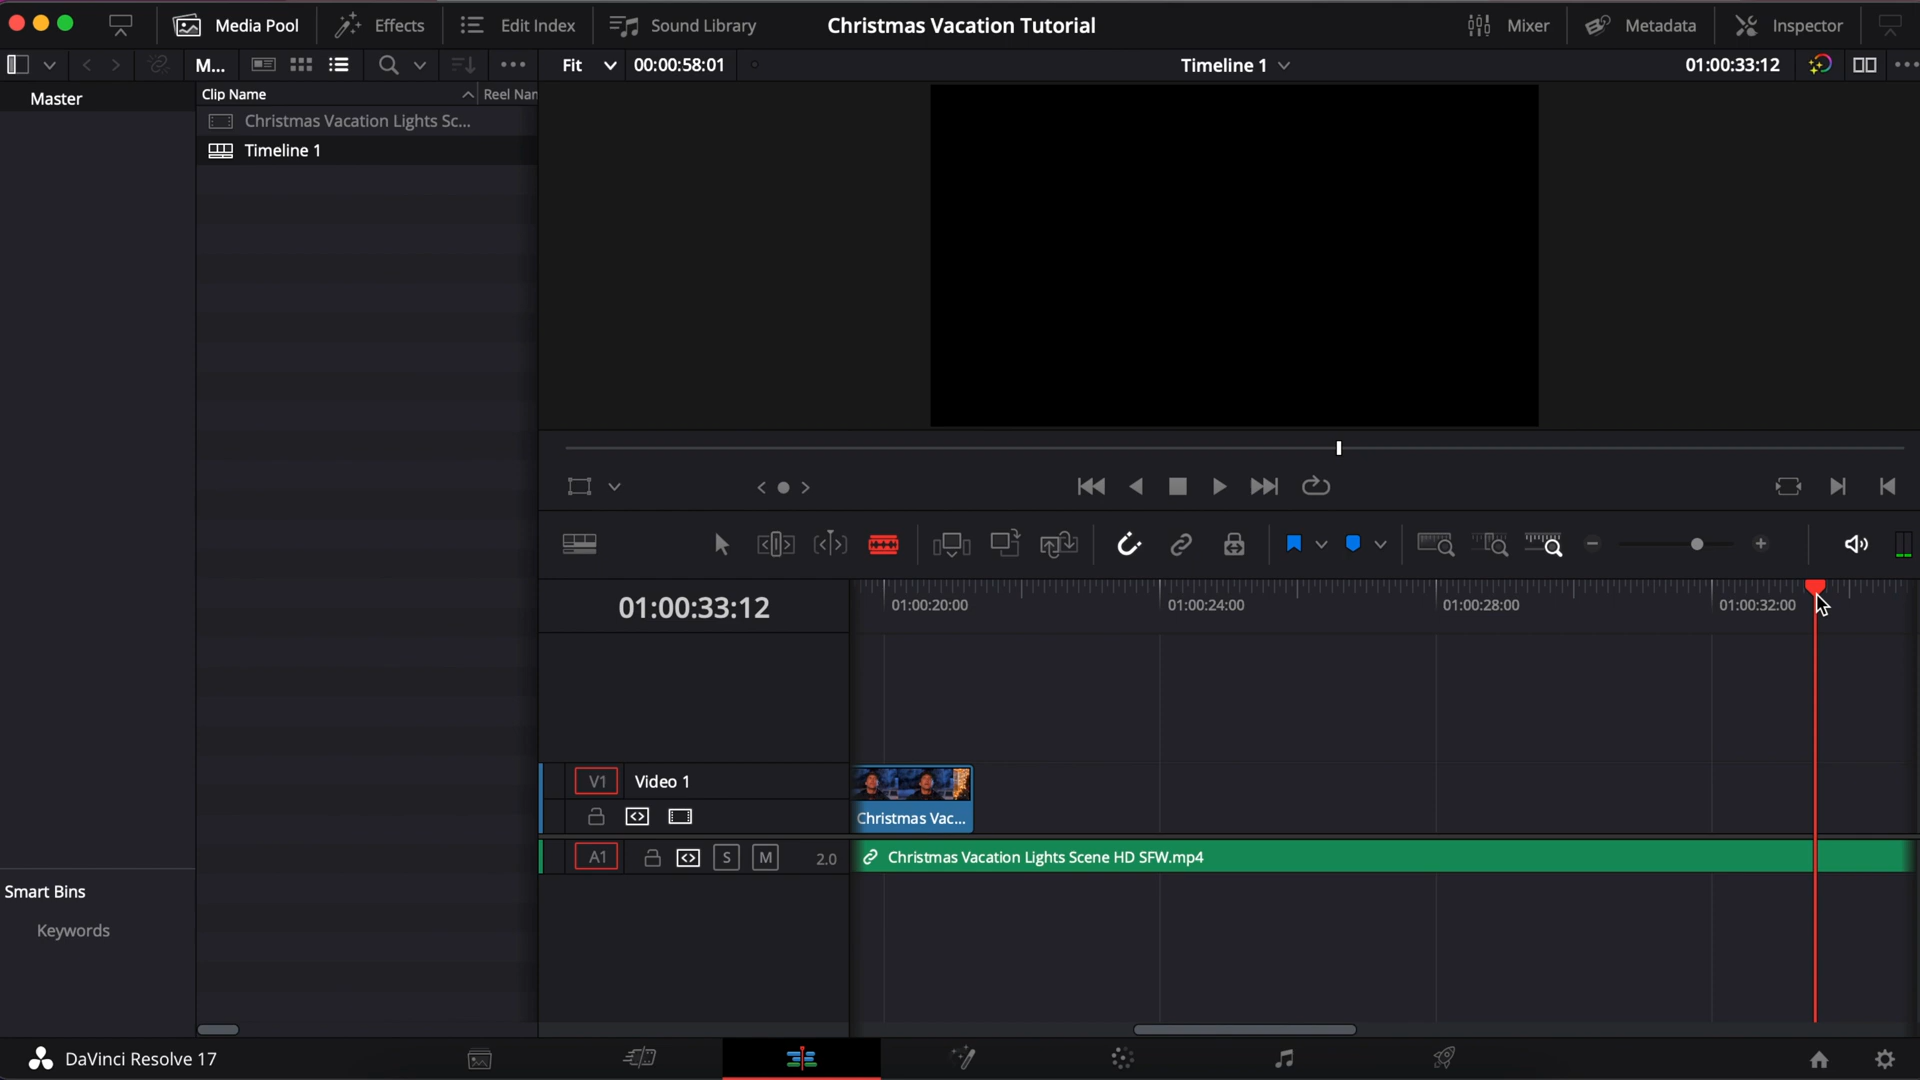 Media Pool
Effects
Edit Index
Sound Library
Christmas Vacation Tutorial
Mixer
Metadata
Inspector
M...
Fit
00:00:58:01
Timeline 1
01:00:33:12
Master
Clip Name
Reel Nan
Christmas Vacation Lights Sc...
Timeline 1
01:00:33:12
01:00:20:00
01:00:24:00
01:00:28:00
01:00:32:00
V1
Video 1
Christmas Vac...
A1
S
M
2.0
Christmas Vacation Lights Scene HD SFW.mp4
Smart Bins
Keywords
DaVinci Resolve 17